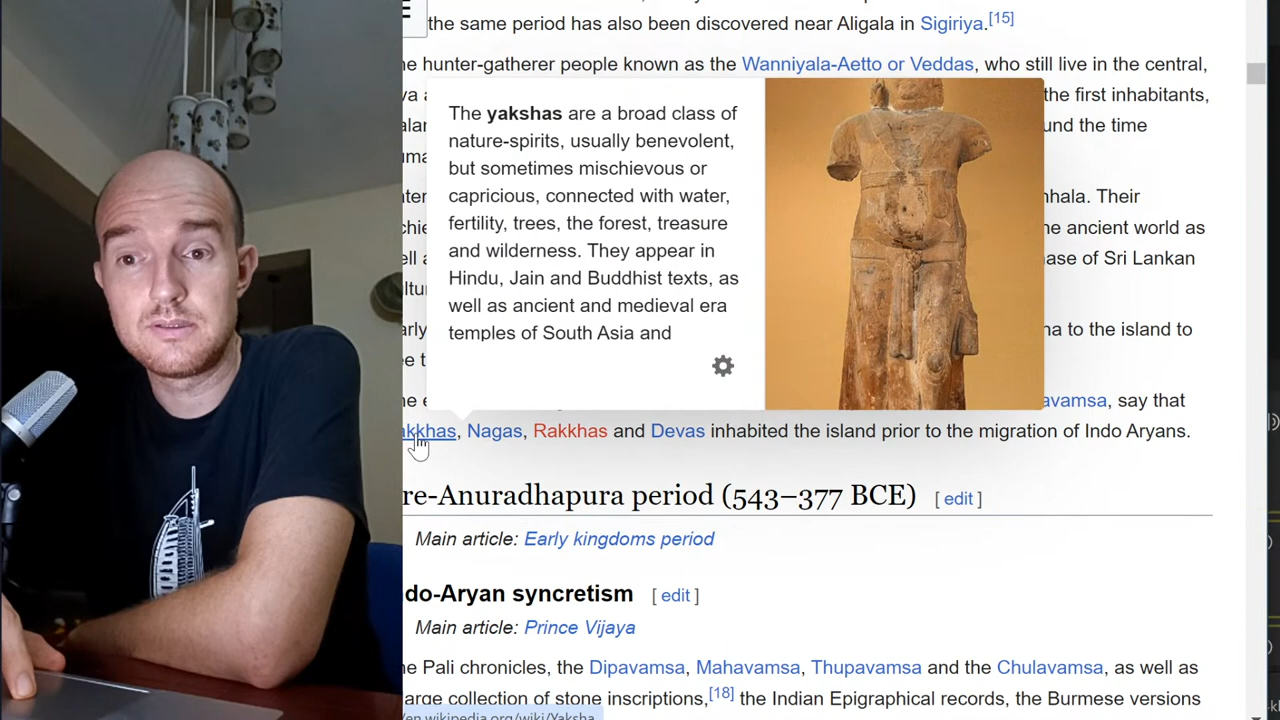 the same period has also been discovered near Aligala in Sigiriya.[15]
hunter-gatherer people known as the Wanniyala-Aetto or Veddas, who still live in the central,
the first inhabitants,
und the time
The yakshas are a broad class of
nature-spirits, usually benevolent,
but sometimes mischievous or
capricious, connected with water,
fertility, trees, the forest, treasure
and wilderness. They appear in
Hindu, Jain and Buddhist texts, as
well as ancient and medieval era
temples of South Asia and
nhala. Their
he ancient world as
ase of Sri Lankan
na to the island to
avamsa, say that
akkhas, Nagas, Rakkhas and Devas inhabited the island prior to the migration of Indo Aryans.
re-Anuradhapura period (543–377 BCE) [ edit ]
Main article: Early kingdoms period
do-Aryan syncretism [ edit ]
Main article: Prince Vijaya
he Pali chronicles, the Dipavamsa, Mahavamsa, Thupavamsa and the Chulavamsa, as well as
arge collection of stone inscriptions,[18] the Indian Epigraphical records, the Burmese versions
/en.wikipedia.org/wiki/Yaksha